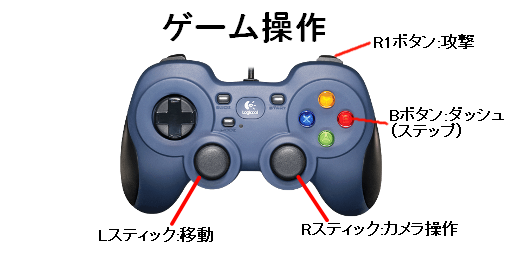 ゲーム操作
R1ボタン:攻撃
Bボタン:ダッシュ
(ステップ)
Logicool
Lスティック:移動
Rスティック:カメラ操作